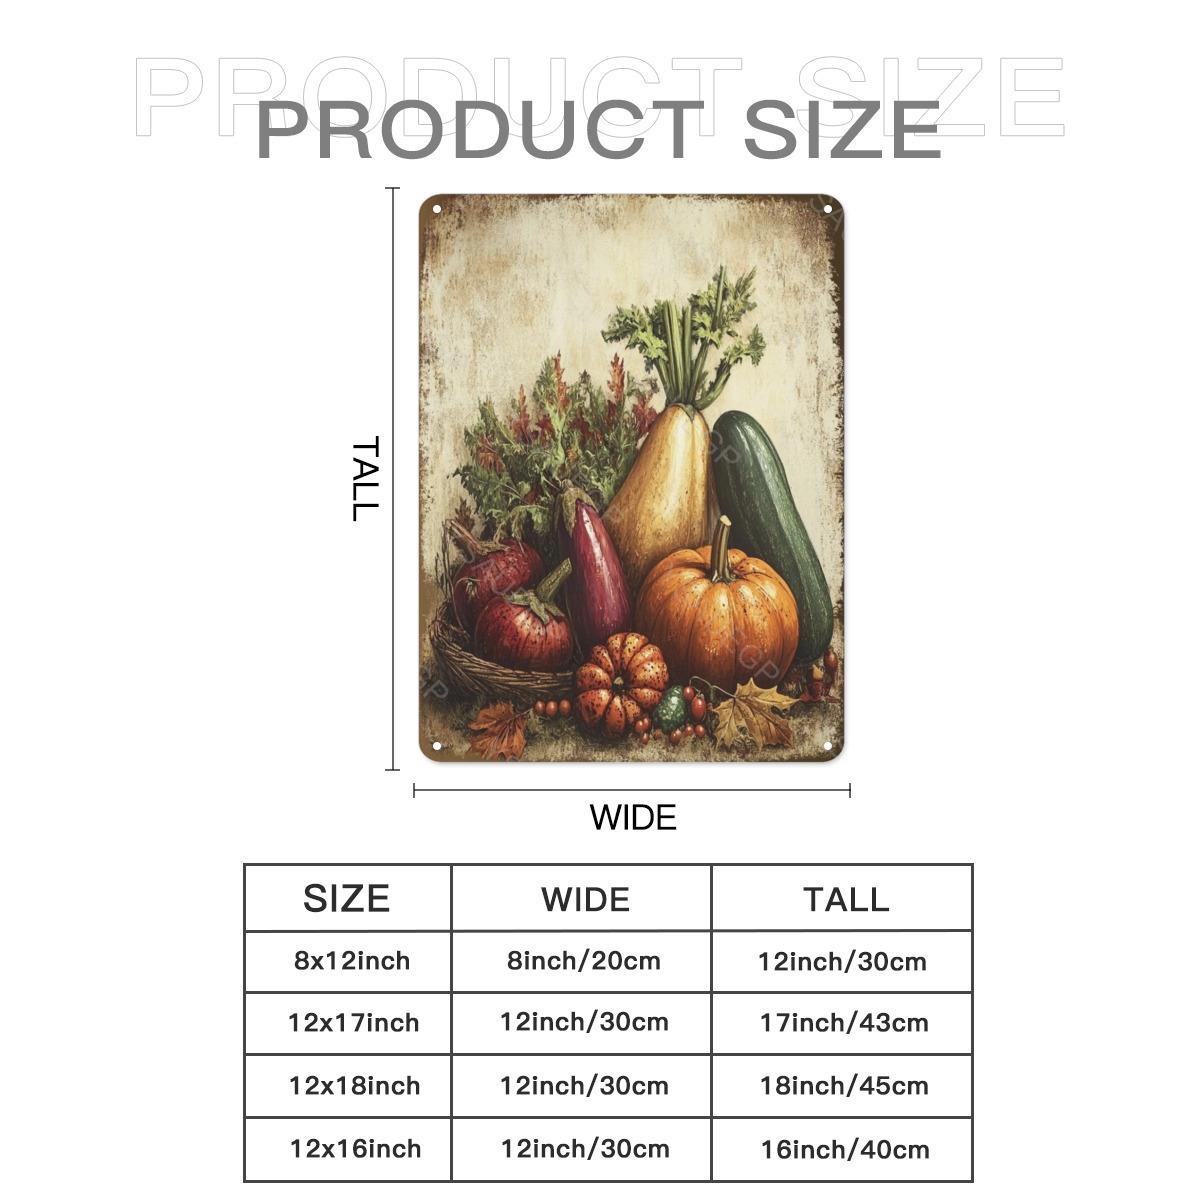 PRODUCT SIZE
PRODUCT SIZE
TALL
WIDE
SIZE WIDE TALL
8x12inch 8inch/20cm 12inch/30cm
12x17inch 12inch/30cm 17inch/43cm
12x18inch 12inch/30cm 18inch/45cm
12x16inch 12inch/30cm 16inch/40cm